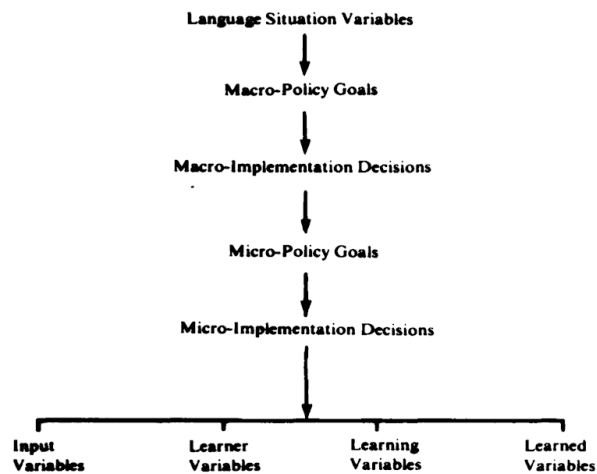 Language Situation Variables
Macro-Policy Goals
Macro-Implementation Decisions
Micro-Policy Goals
Micro-Implementation Decisions
Input Learner Learning Learned
Variables Variables Variables Variables